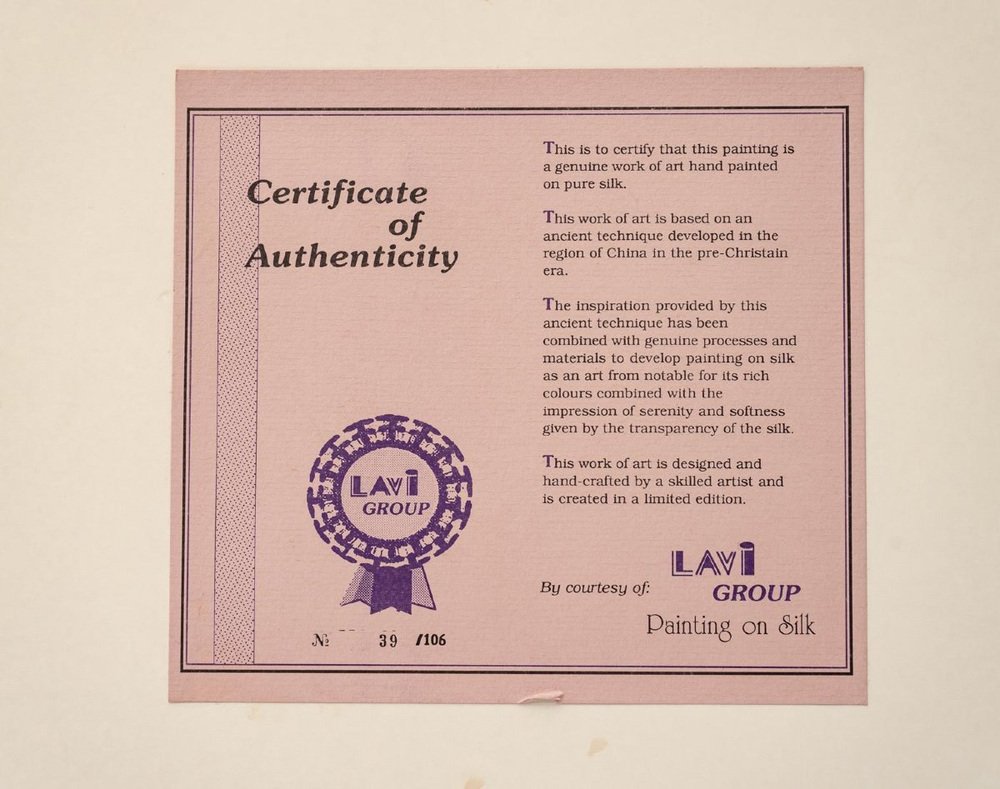 Certificate
of
Authenticity
LAVI
GROUP
№ 39 /106
This is to certify that this painting is
a genuine work of art hand painted
on pure silk.
This work of art is based on an
ancient technique developed in the
region of China in the pre-Christain
era.
The inspiration provided by this
ancient technique has been
combined with genuine processes and
materials to develop painting on silk
as an art from notable for its rich
colours combined with the
impression of serenity and softness
given by the transparency of the silk.
This work of art is designed and
hand-crafted by a skilled artist and
is created in a limited edition.
By courtesy of:
LAVI
GROUP
Painting on Silk